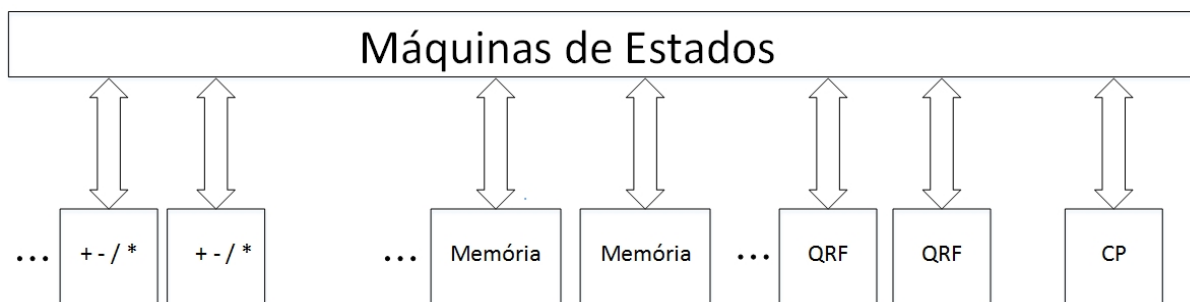 Máquinas de Estados
... + - / * + - / * ... Memória Memória ... QRF QRF CP